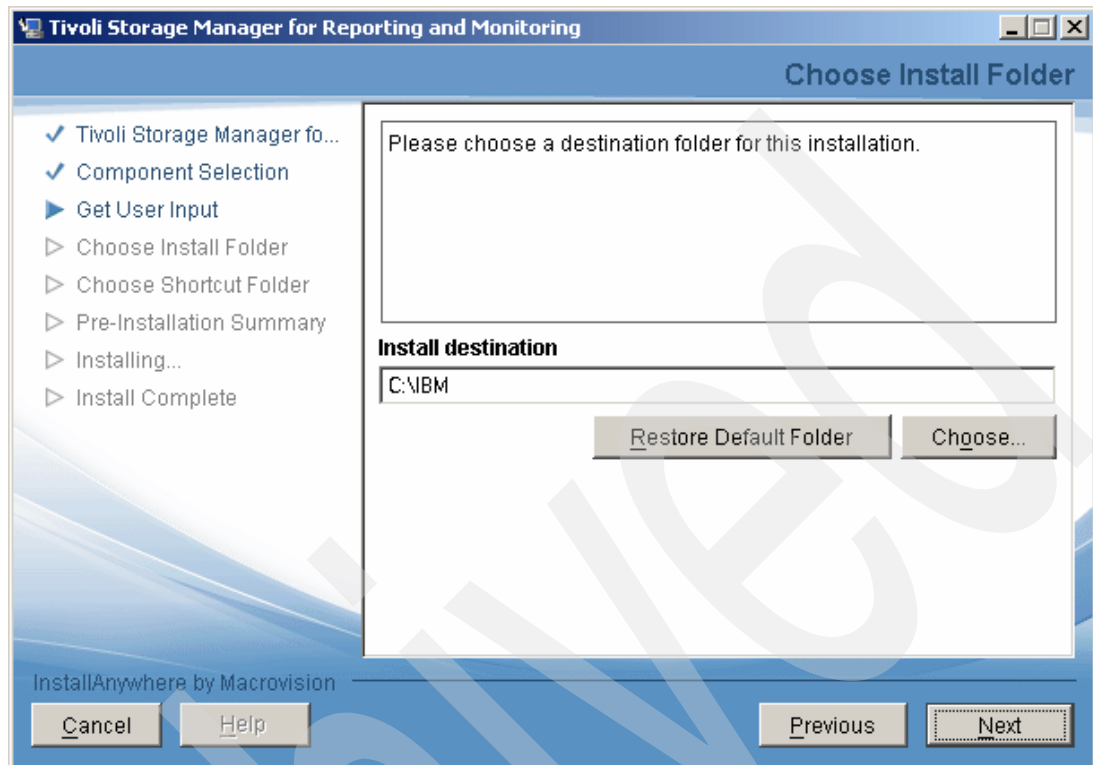 Tivoli Storage Manager for Reporting and Monitoring
Choose Install Folder
Tivoli Storage Manager fo...
Component Selection
Get User Input
Choose Install Folder
Choose Shortcut Folder
Pre-Installation Summary
Installing...
Install Complete
Please choose a destination folder for this installation.
Install destination
C:\IBM
Restore Default Folder
Choose...
InstallAnywhere by Macrovision
Cancel
Help
Previous
Next